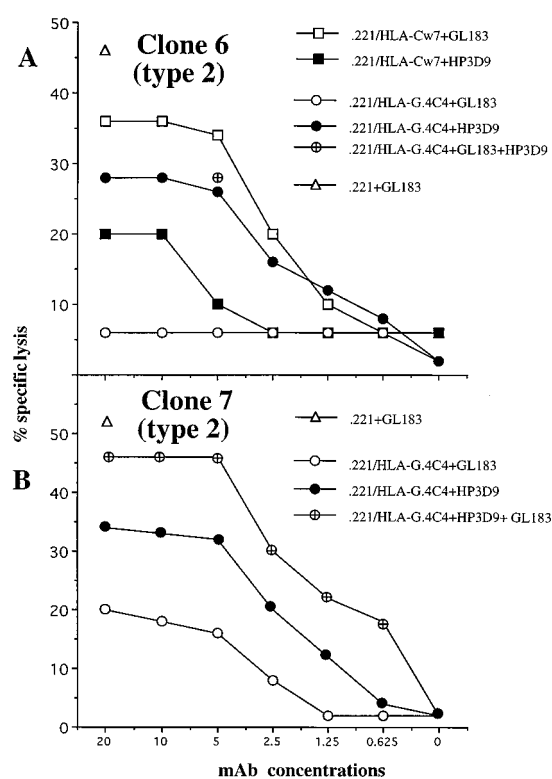 A
Clone 6
(type 2)
50
40
30
20
10
.221/HLA-Cw7+GL183
.221/HLA-Cw7+HP3D9
.221/HLA-G.4C4+GL183
.221/HLA-G.4C4+HP3D9
.221/HLA-G.4C4+GL183+HP3D9
.221+GL183
% specific lysis
B
Clone 7
(type 2)
50
40
30
20
10
0
.221+GL183
.221/HLA-G.4C4+GL183
.221/HLA-G.4C4+HP3D9
.221/HLA-G.4C4+HP3D9+ GL183
20 10 5 2.5 1.25 0.625 0
mAb concentrations